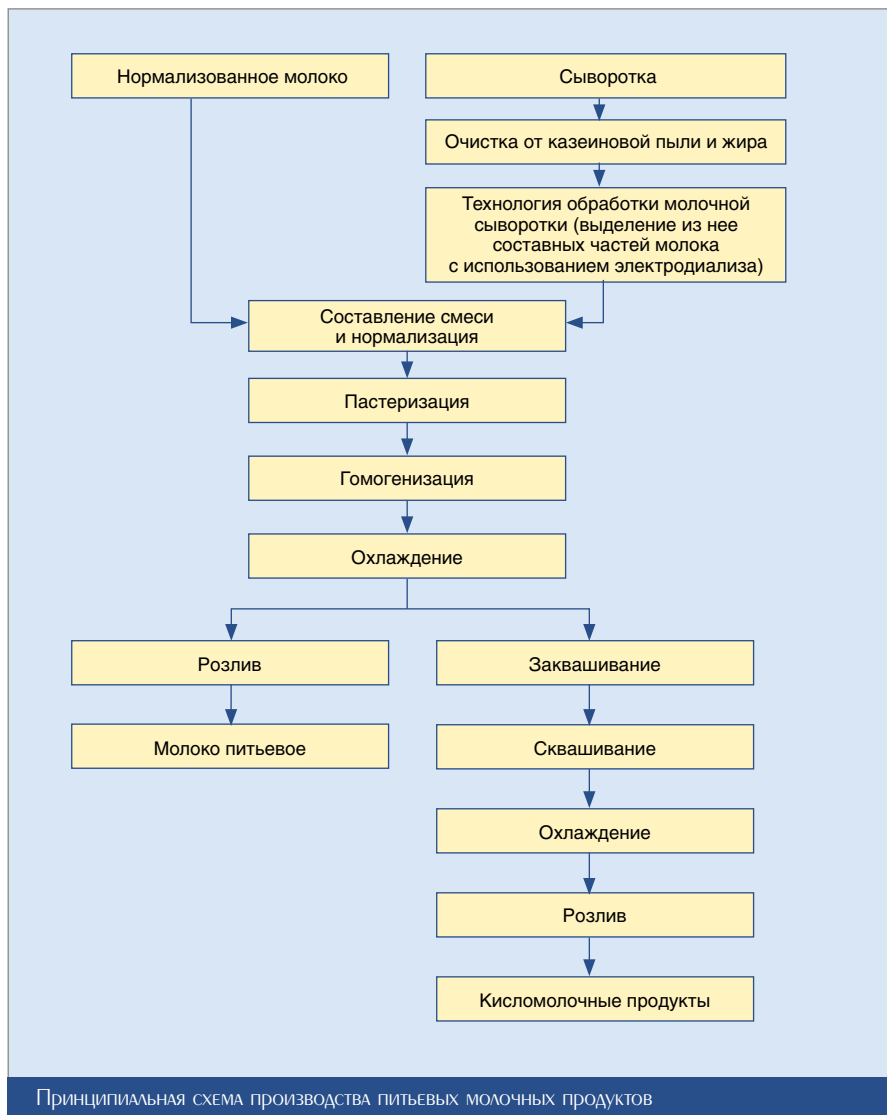 Нормализованное молоко
Сыворотка
Очистка от казеиновой пыли и жира
Технология обработки молочной
сыворотки (выделение из нее
составных частей молока
с использованием электродиализа)
Составление смеси
и нормализация
Пастеризация
Гомогенизация
Охлаждение
Розлив
Заквашивание
Молоко питьевое
Сквашивание
Охлаждение
Розлив
Кисломолочные продукты
Принципиальная схема производства питьевых молочных продуктов